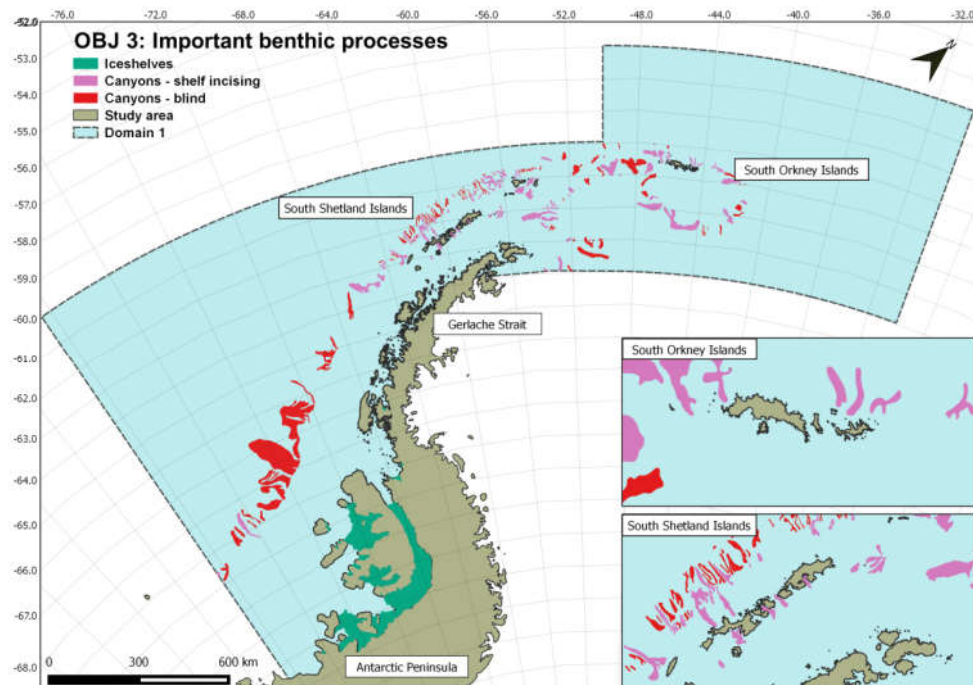 -76.0 -72.0 -68.0 -64.0 -60.0 -56.0 -52.0 -48.0 -44.0 -40.0 -36.0 -32.0
-52.0
-53.0
-54.0
-55.0
-56.0
-57.0
-58.0
-59.0
-60.0
-61.0
-62.0
-63.0
-64.0
-65.0
-66.0
-67.0
-68.0
OBJ 3: Important benthic processes
Iceshelves
Canyons - shelf incising
Canyons - blind
Study area
Domain 1
N
South Orkney Islands
South Shetland Islands
Gerlache Strait
South Orkney Islands
South Shetland Islands
Antarctic Peninsula
0 300 600 km